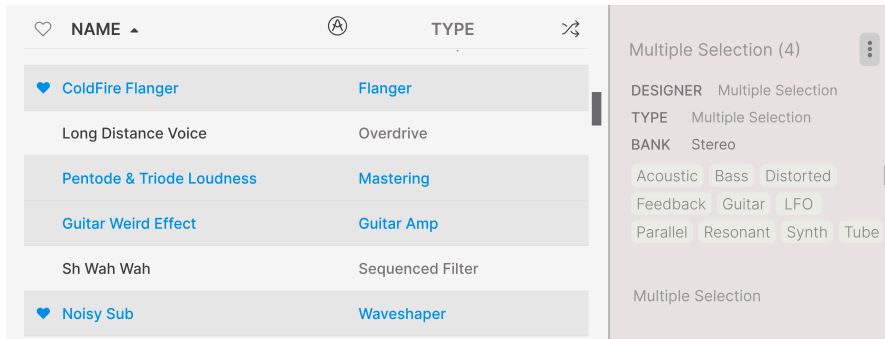 NAME TYPE
ColdFire Flanger Flanger
Long Distance Voice Overdrive
Pentode & Triode Loudness Mastering
Guitar Weird Effect Guitar Amp
Sh Wah Wah Sequenced Filter
Noisy Sub Waveshaper
Multiple Selection (4)
DESIGNER Multiple Selection
TYPE Multiple Selection
BANK Stereo
Acoustic Bass Distorted
Feedback Guitar LFO
Parallel Resonant Synth Tube
Multiple Selection